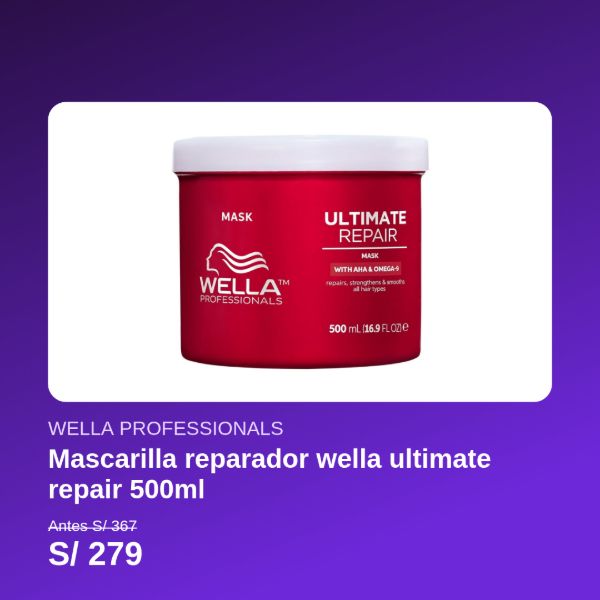 MASK
WELLA™
PROFESSIONALS
ULTIMATE
REPAIR
MASK
WITH AHA & OMEGA-9
repairs, strengthens & smooths
all hair types
500 mL (16.9 FL OZ) e
WELLA PROFESSIONALS
Mascarilla reparador wella ultimate
repair 500ml
Antes S/ 367
S/ 279